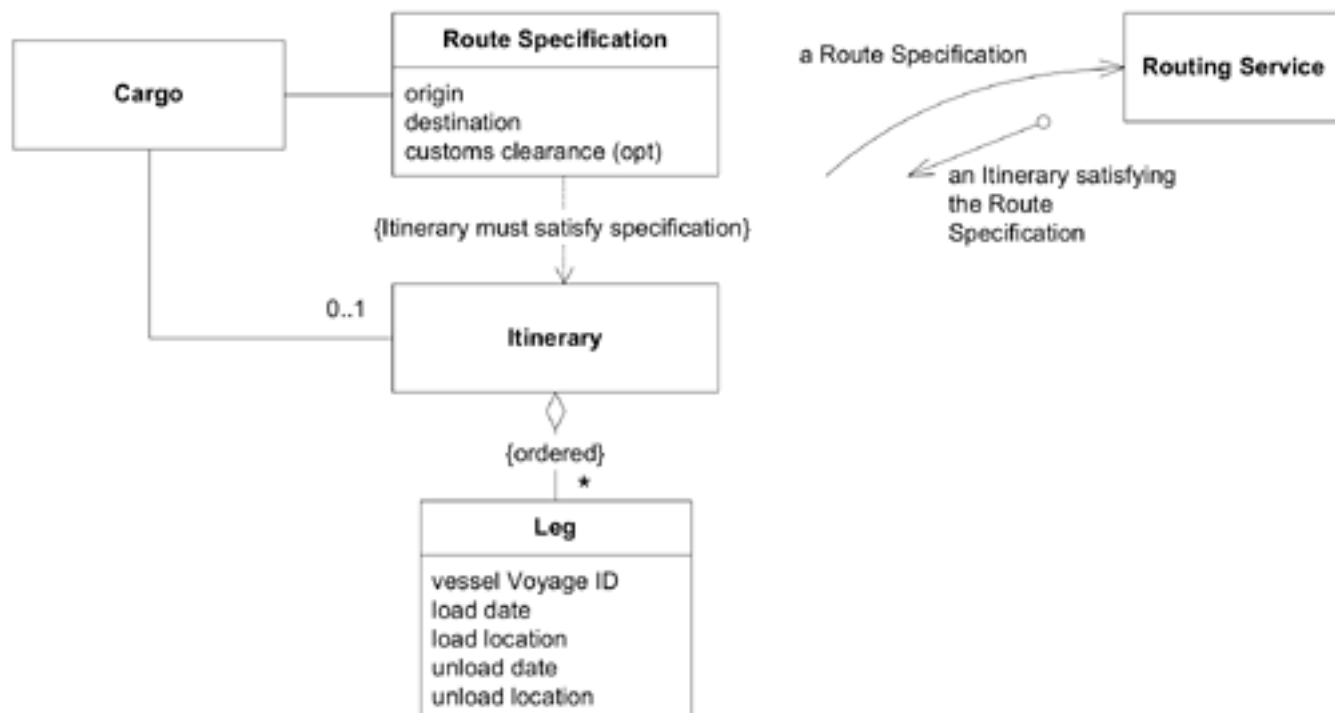 Cargo
Route Specification
origin
destination
customs clearance (opt)
{Itinerary must satisfy specification}
0..1
Itinerary
{ordered}
*
Leg
vessel Voyage ID
load date
load location
unload date
unload location
a Route Specification
Routing Service
an Itinerary satisfying
the Route
Specification